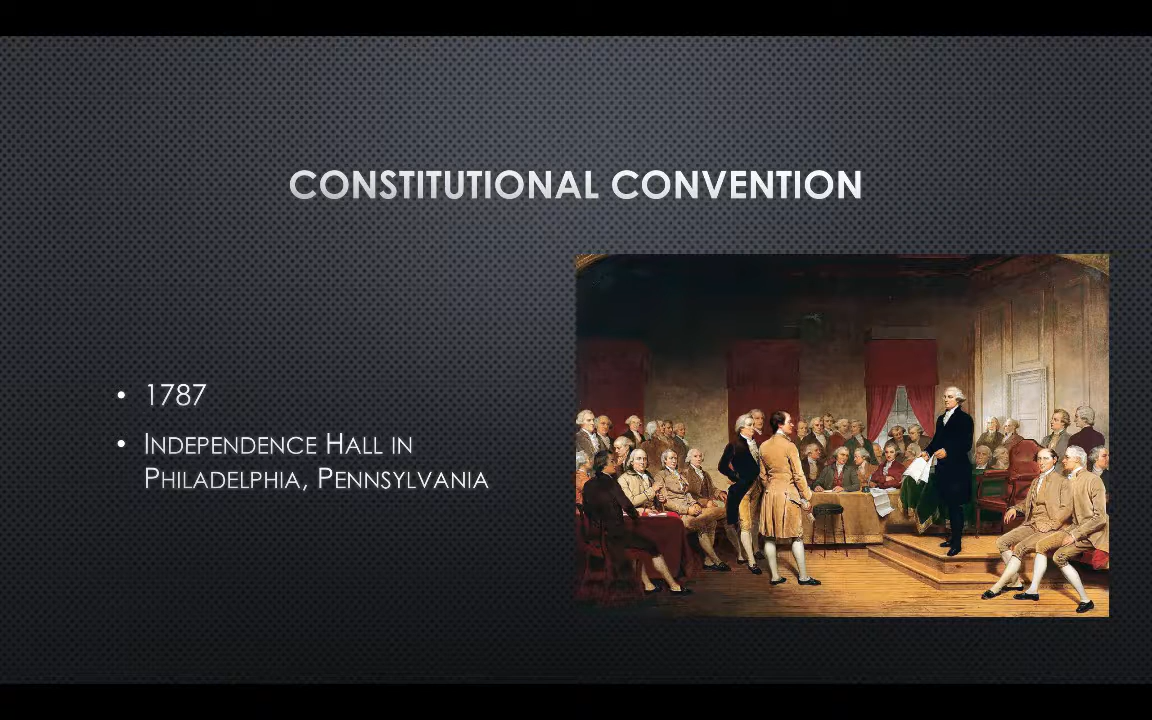 CONSTITUTIONAL CONVENTION
• 1787
• INDEPENDENCE HALL IN
PHILADELPHIA, PENNSYLVANIA